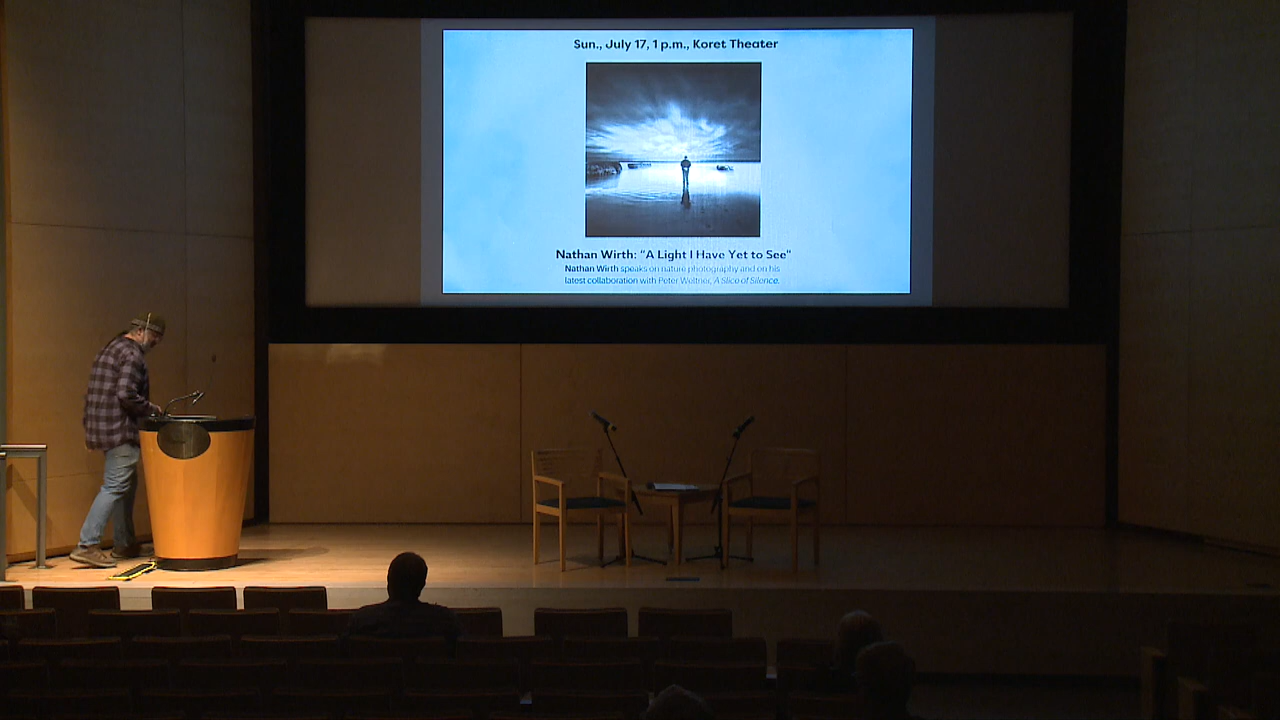 Sun., July 17, 1 p.m., Koret Theater
Nathan Wirth: "A Light I Have Yet to See"
Nathan Wirth speaks on nature photography and on his
latest collaboration with Peter Weltner, A Slice of Silence.